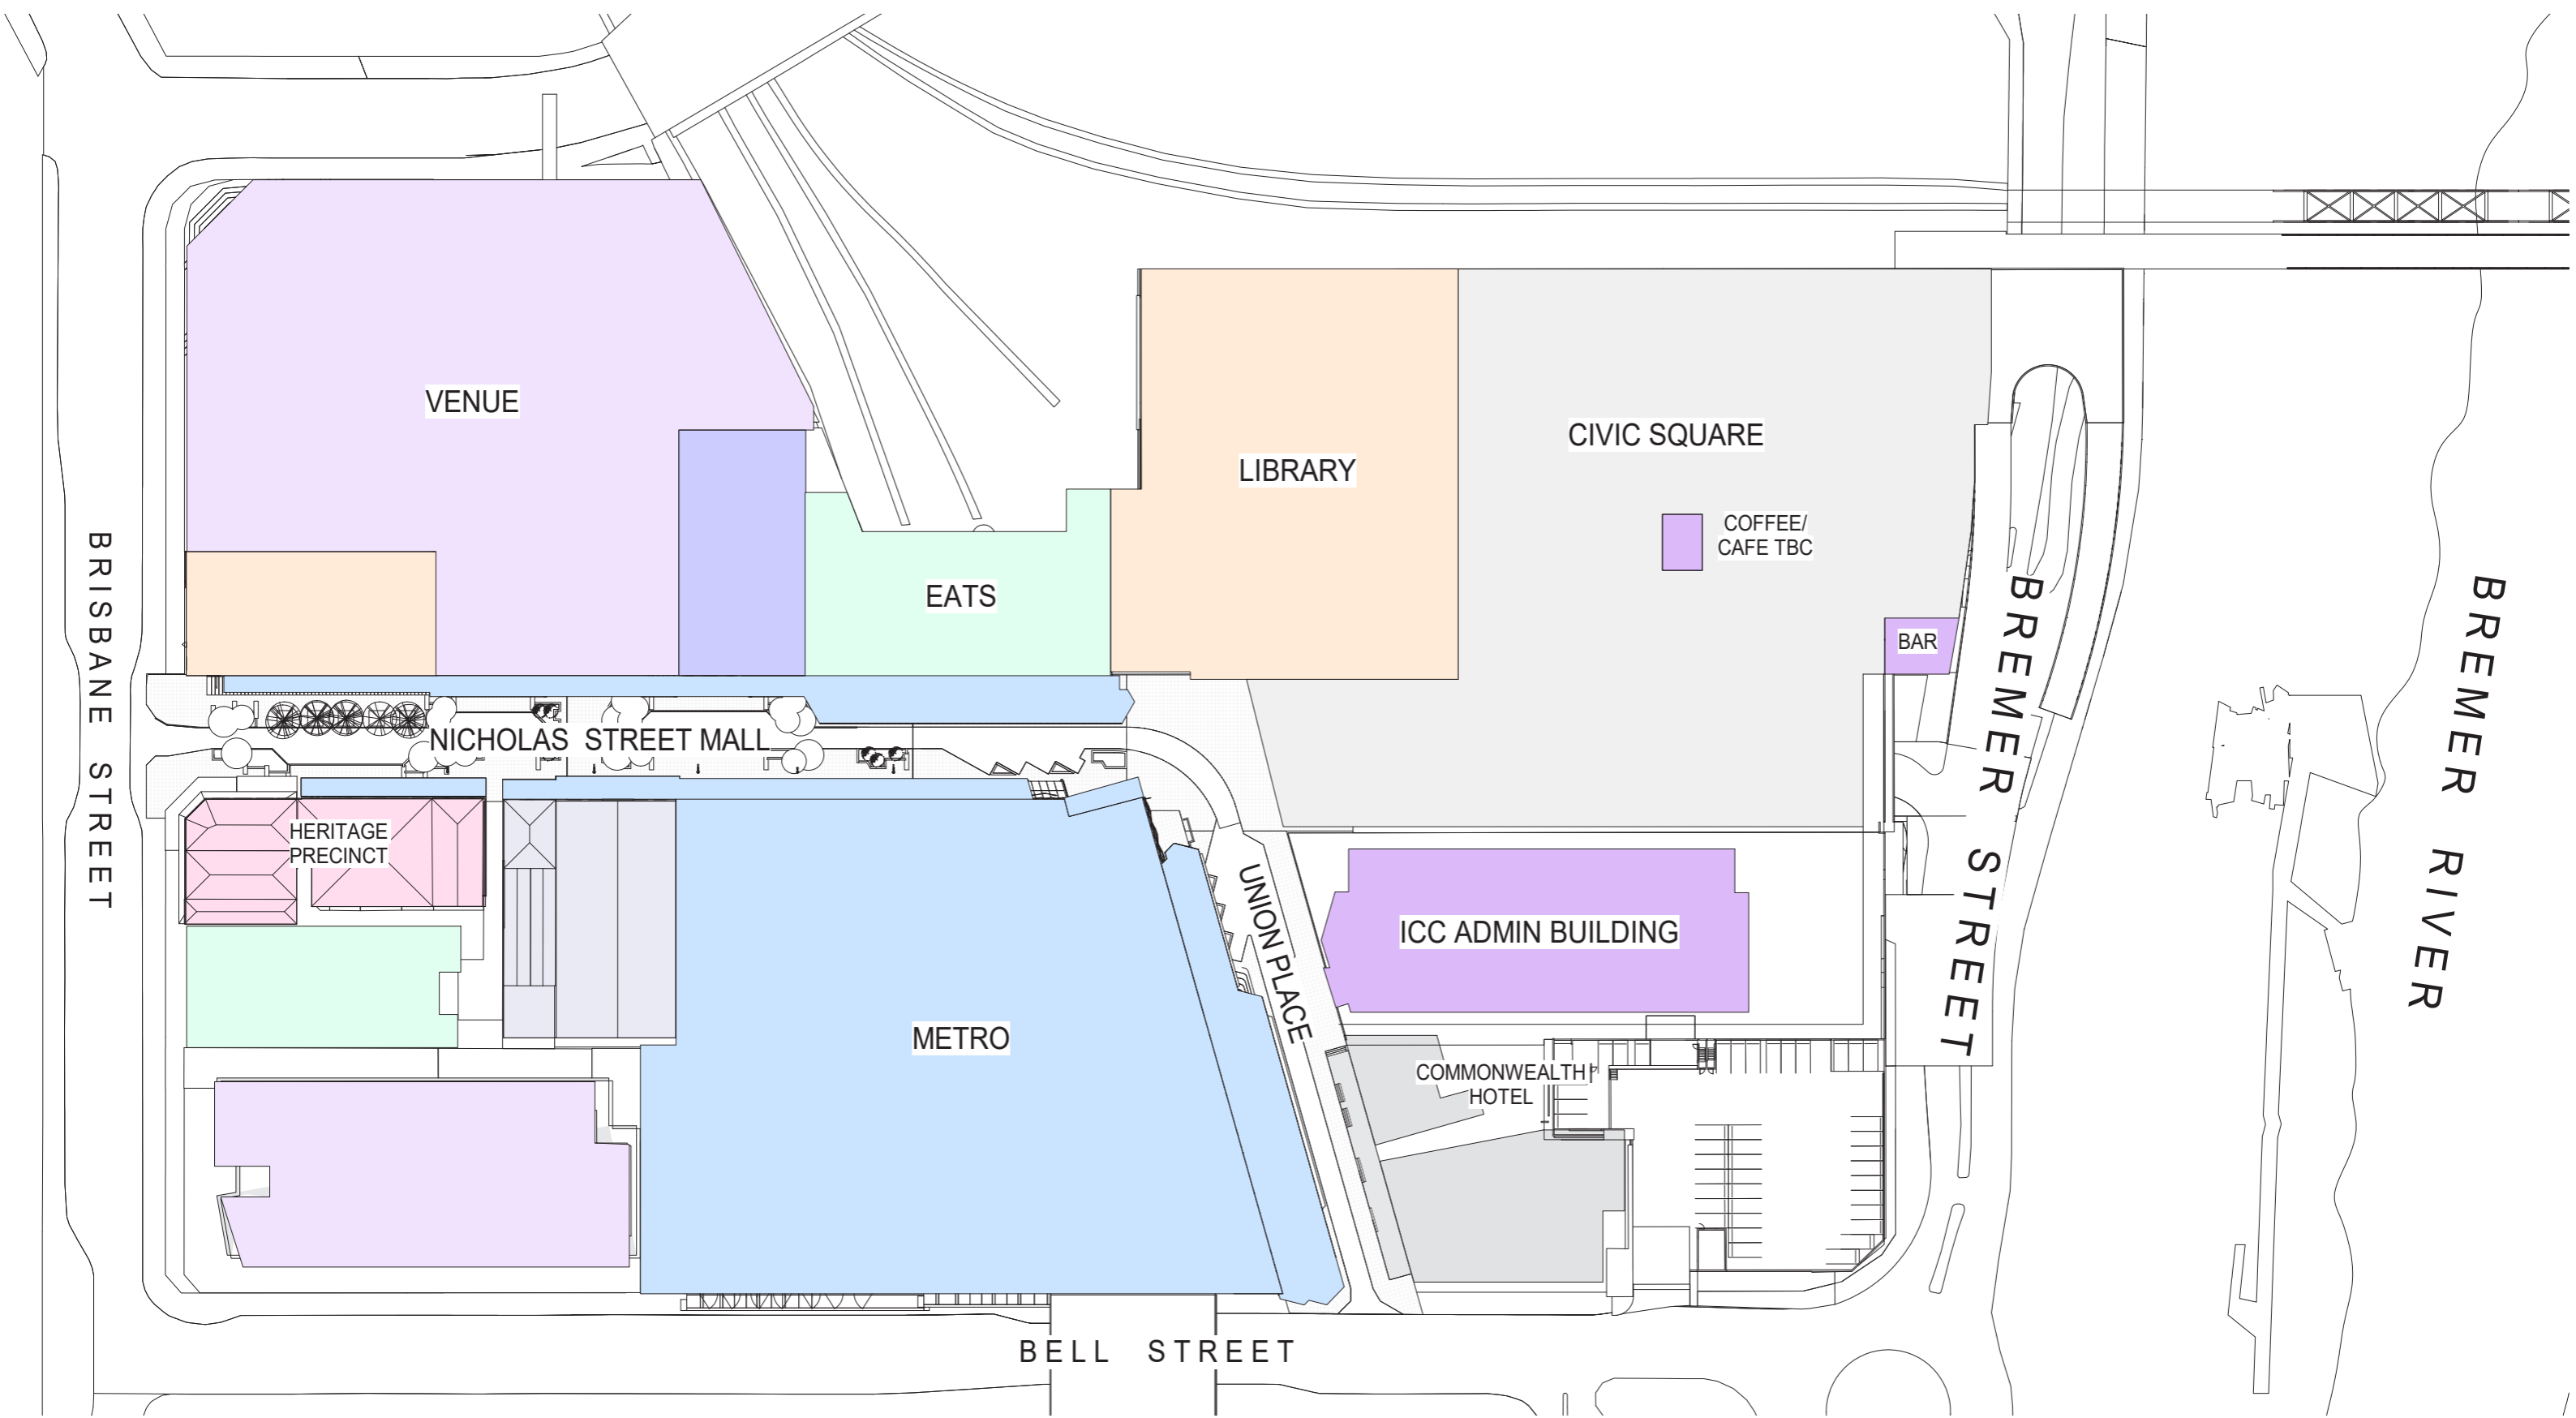 VENUE
CIVIC SQUARE
LIBRARY
COFFEE/
CAFE TBC
EATS
BAR
BRISBANE STREET
NICHOLAS STREET MALL
BREMER STREET
BREMER RIVER
HERITAGE
PRECINCT
UNION PLACE
ICC ADMIN BUILDING
METRO
COMMONWEALTH
HOTEL
BELL STREET